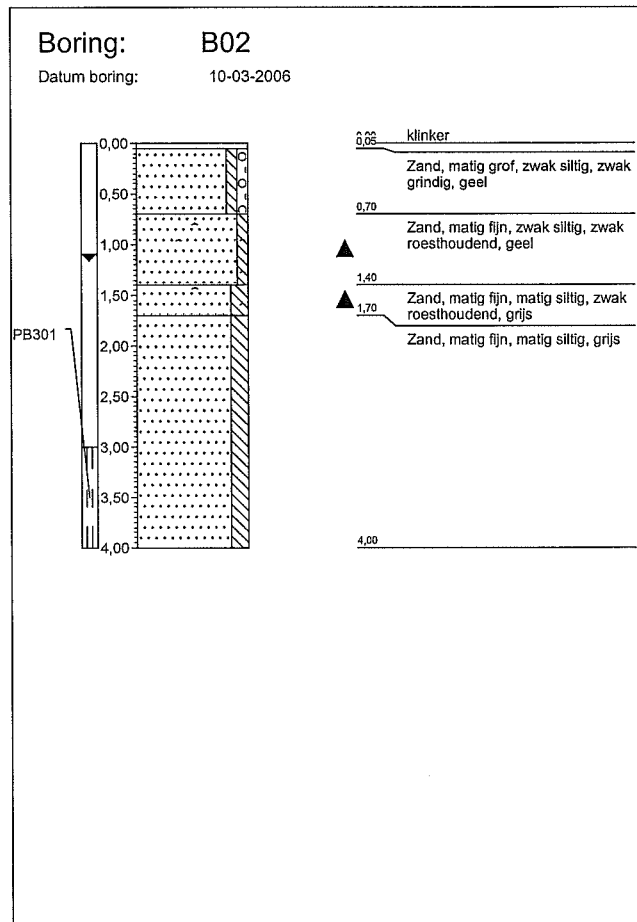 Boring: B02
Datum boring: 10-03-2006
0,00
0,50
1,00
1,50
2,00
2,50
3,00
3,50
4,00
PB301
klinker
0,05
Zand, matig grof, zwak siltig, zwak
grindig, geel
0,70
Zand, matig fijn, zwak siltig, zwak
roesthoudend, geel
1,40
Zand, matig fijn, matig siltig, zwak
roesthoudend, grijs
1,70
Zand, matig fijn, matig siltig, grijs
4,00